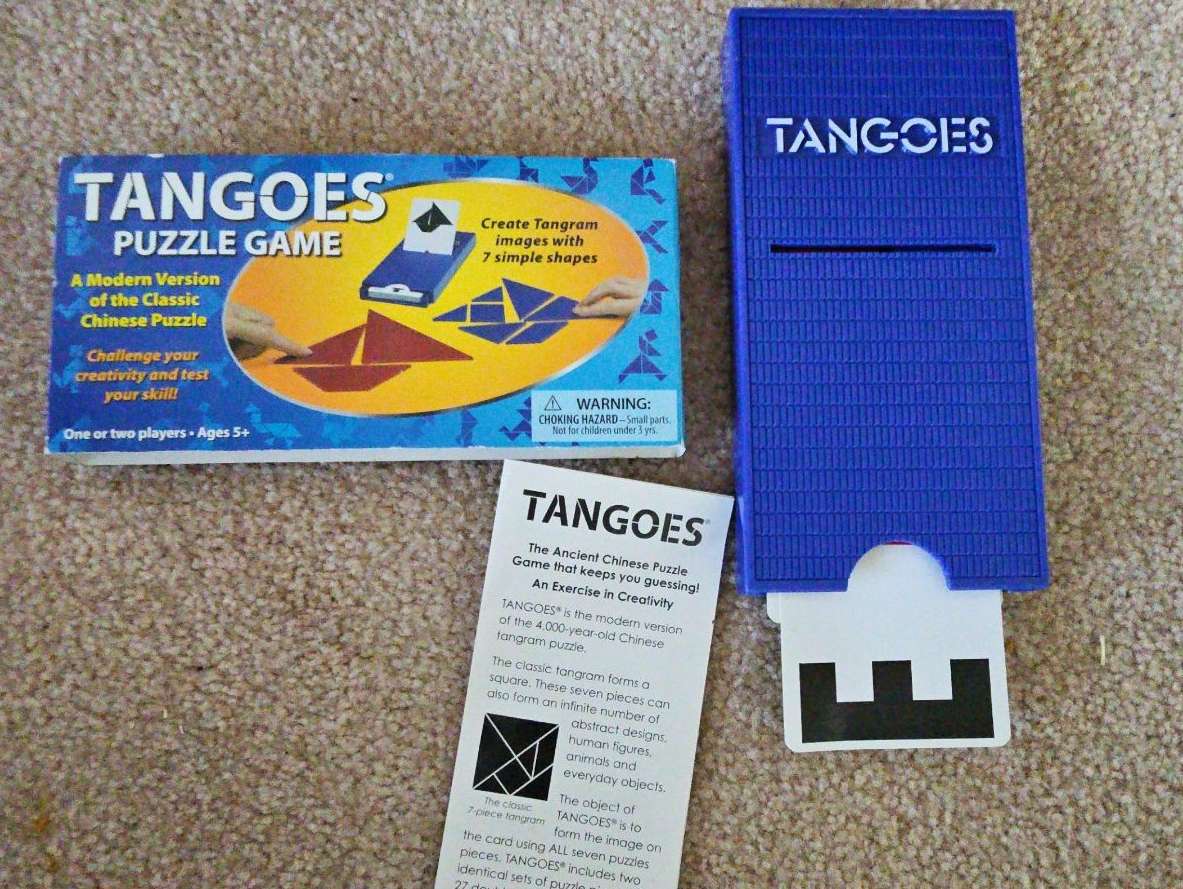 TANGOES®
PUZZLE GAME
A Modern Version
of the Classic
Chinese Puzzle
Challenge your
creativity and test
your skill!
One or two players • Ages 5+
Create Tangram
images with
7 simple shapes
⚠ WARNING:
CHOKING HAZARD – Small parts.
Not for children under 3 yrs.
TANGOES
TANGOES®
The Ancient Chinese Puzzle
Game that keeps you guessing!
An Exercise in Creativity
TANGOES® is the modern version
of the 4,000-year-old Chinese
tangram puzzle.
The classic tangram forms a
square. These seven pieces can
also form an infinite number of
abstract designs,
human figures,
animals and
everyday objects.
The classic
7-piece tangram
The object of
TANGOES® is to
form the image on
the card using ALL seven puzzles
pieces. TANGOES® includes two
identical sets of puzzle
27